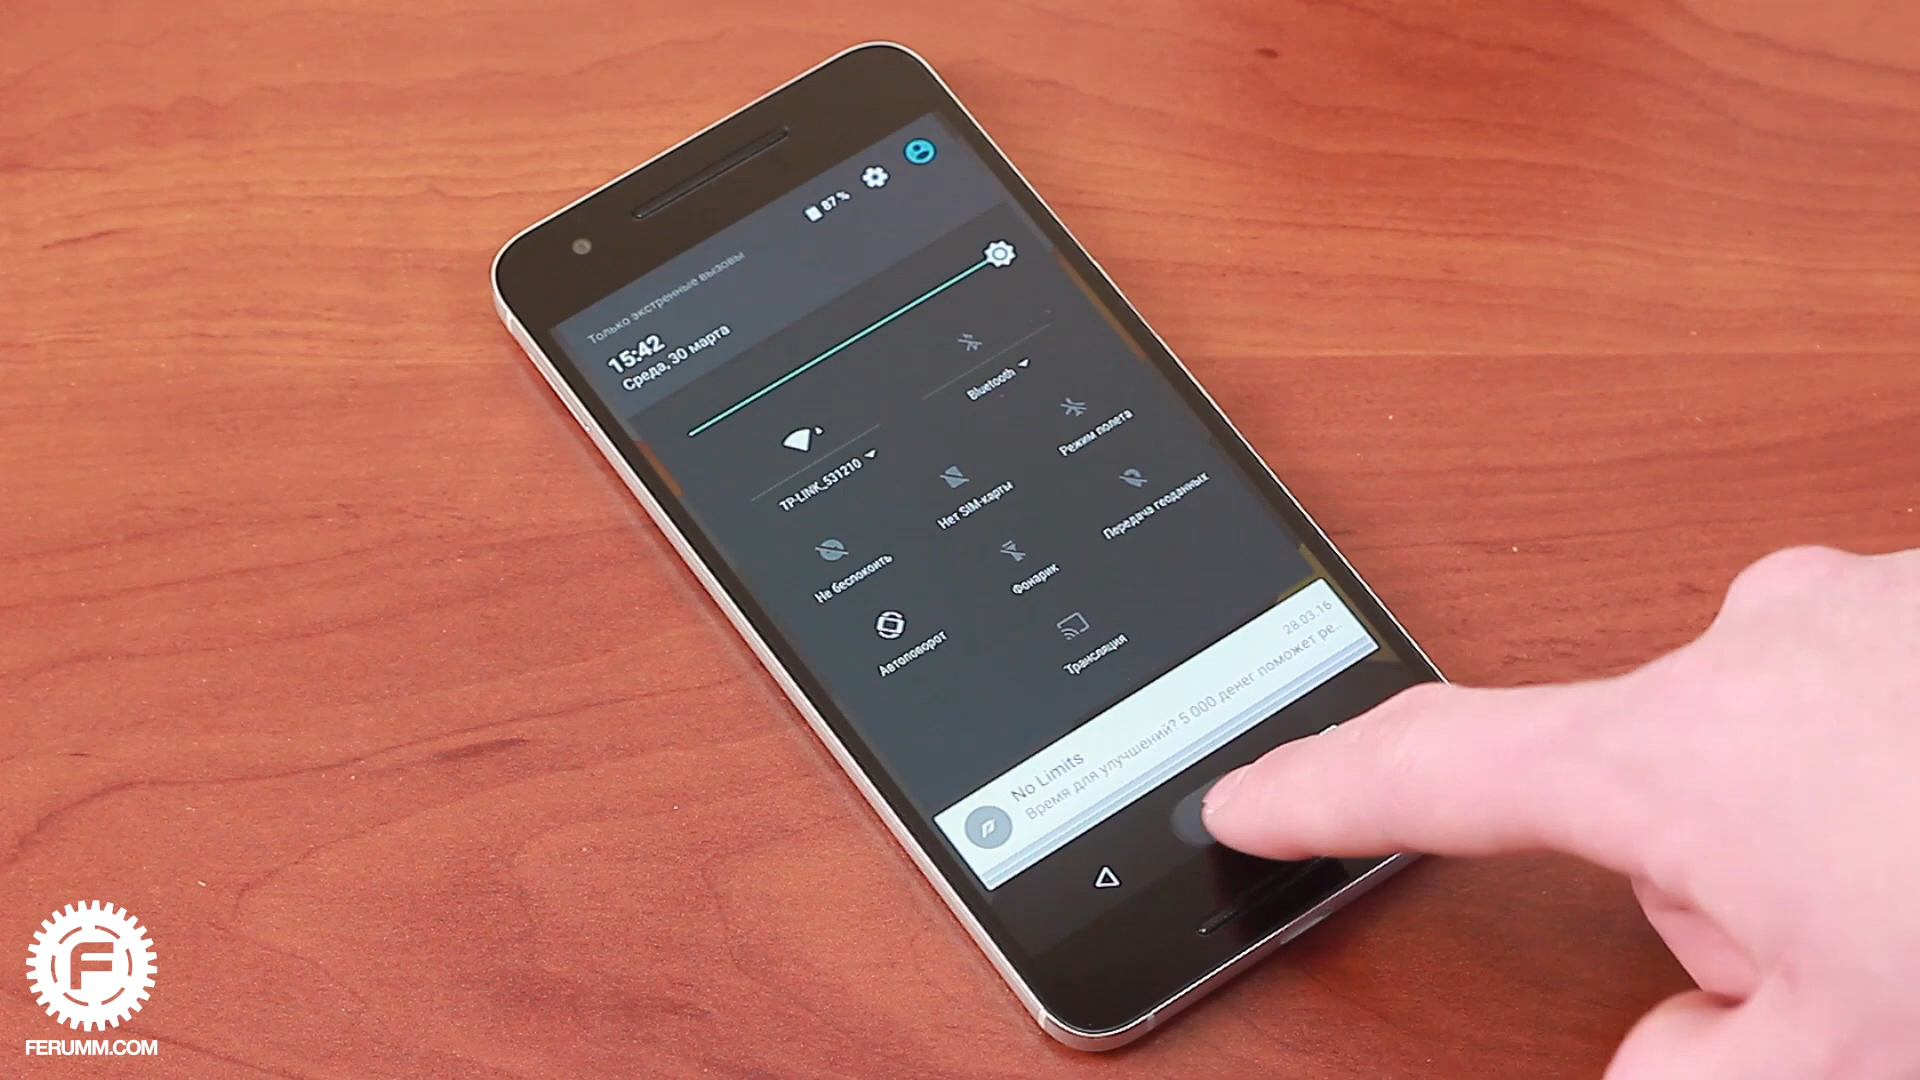 87 %
Только экстренные вызовы
15:42
Среда, 30 марта
Bluetooth
TP-LINK_531210
Режим полета
Нет SIM-карты
Передача геоданных
Не беспокоить
Фонарик
Автоповорот
Трансляция
No Limits
28.03.16
Время для улучшений? 5 000 денег поможет ре...
F
FERUMM.COM